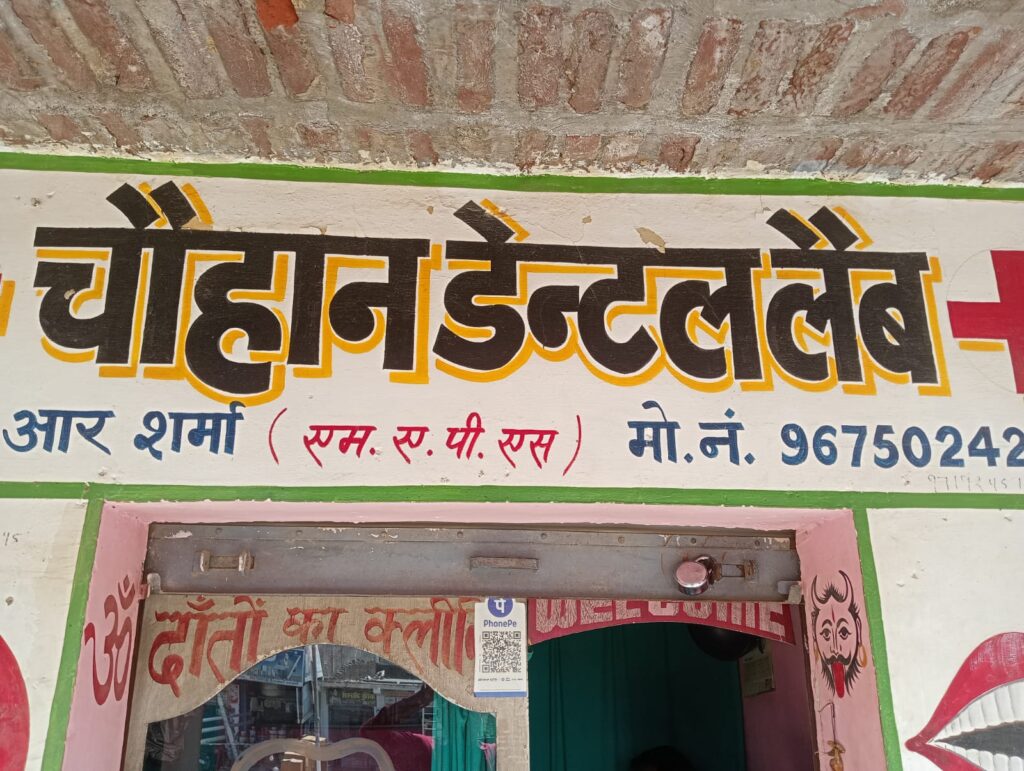 चौहान डेन्टल लैब
आर शर्मा (एम. ए. पी. एस) मो. नं. 96750242
ॐ
दाँतों का क्लीनि
PhonePe
WELCOME